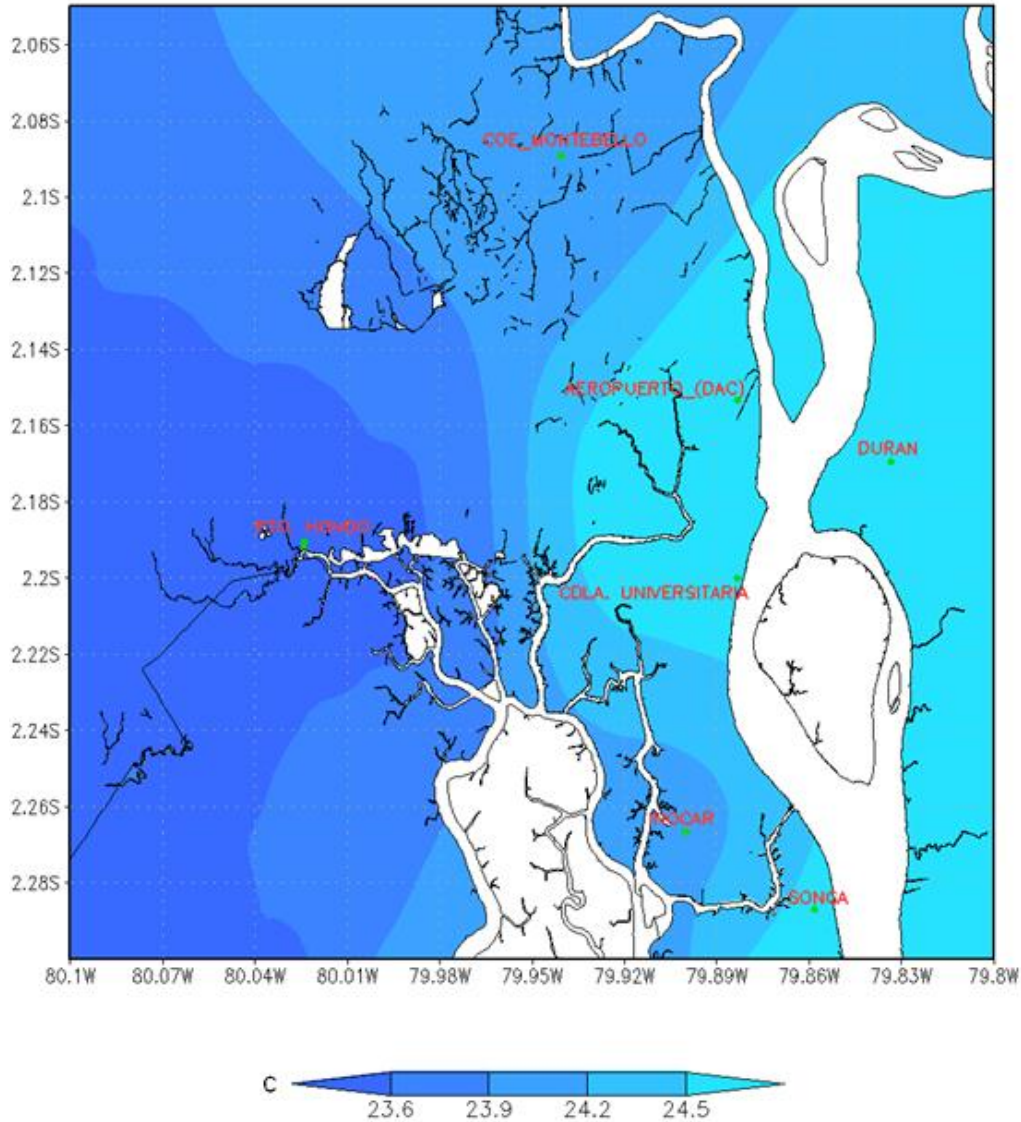 2.06S
2.08S
COE_MONTEBELLO
2.1S
2.12S
2.14S
AEROPUERTO_(DAC)
2.16S
DURAN
2.18S
HONDO
2.2S
CDLA. UNIVERSITARIA
2.22S
2.24S
2.26S
INOCAR
2.28S
GONGA
80.1W 80.07W 80.04W 80.01W 79.98W 79.95W 79.92W 79.89W 79.86W 79.83W 79.8W
C
23.6 23.9 24.2 24.5